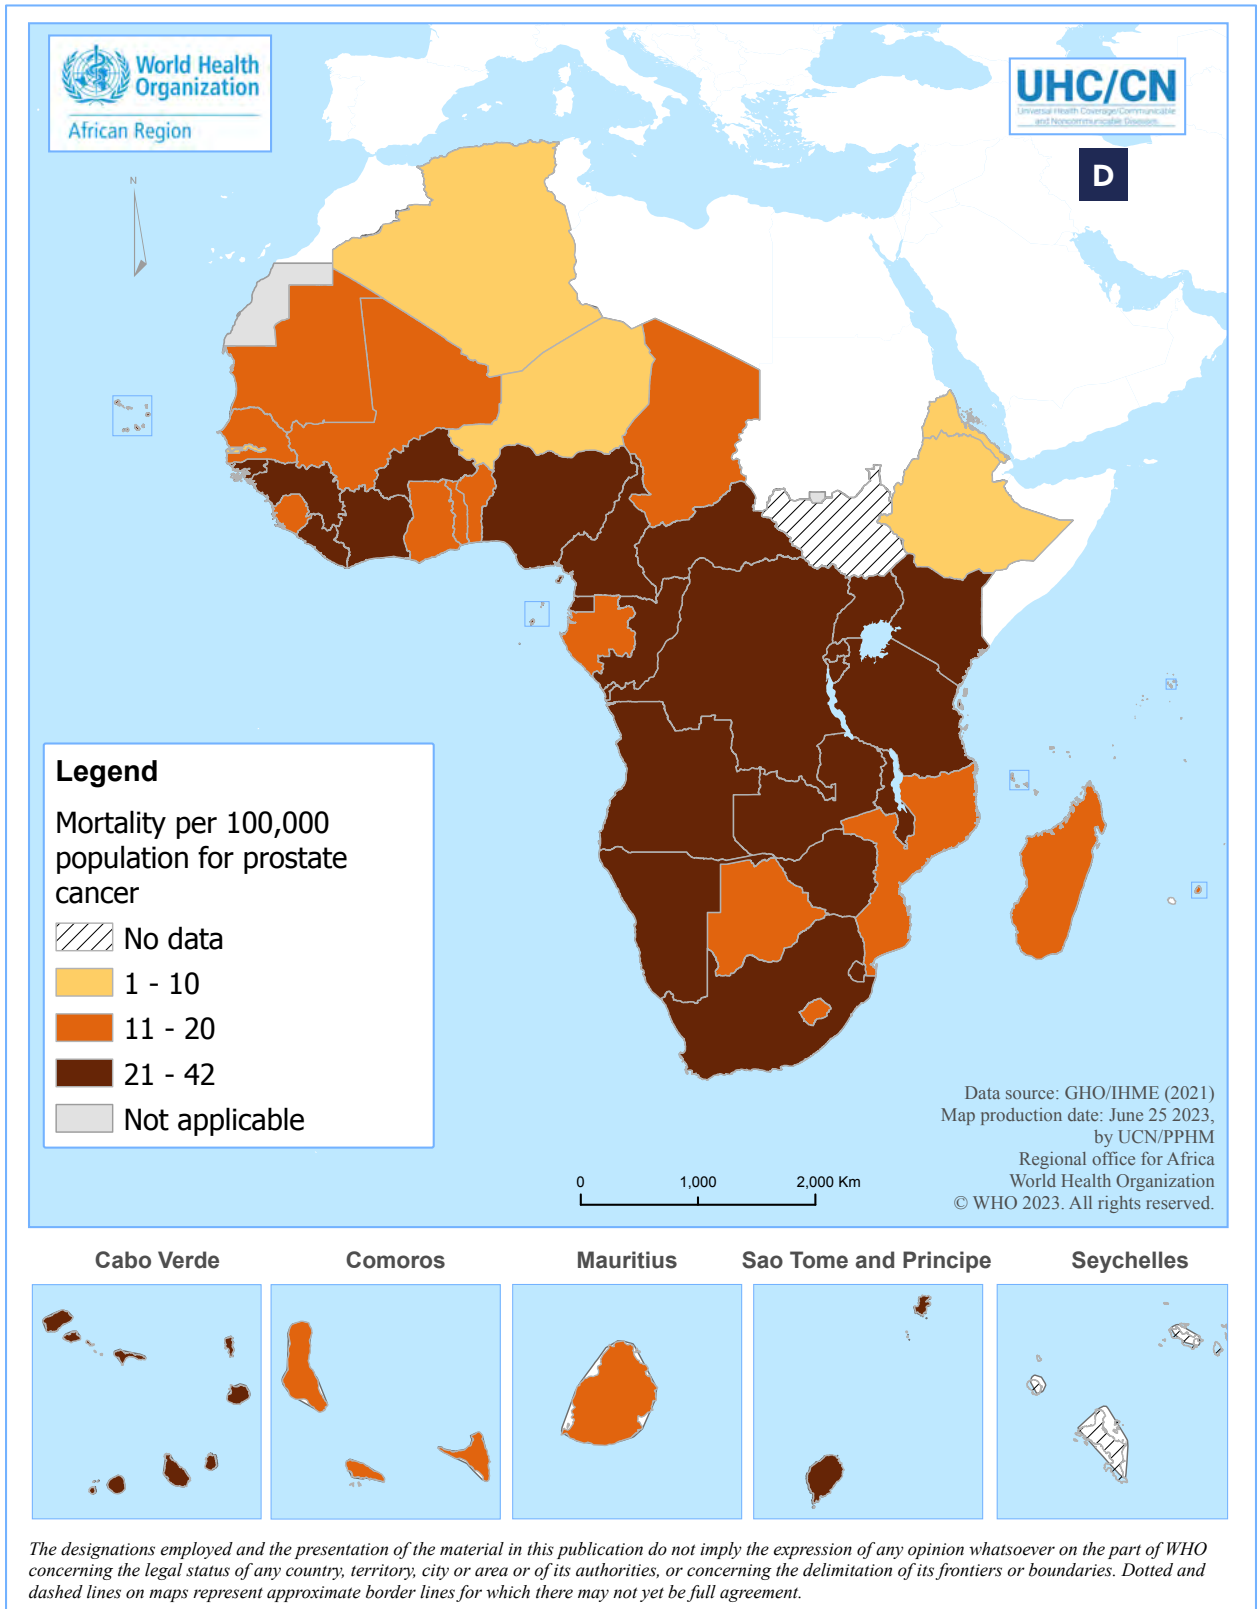 World Health
Organization
African Region
UHC/CN
Universal Health Coverage/Communicable
and Noncommunicable Diseases
D
N
Legend
Mortality per 100,000
population for prostate
cancer
No data
1 - 10
11 - 20
21 - 42
Not applicable
Data source: GHO/IHME (2021)
Map production date: June 25 2023,
by UCN/PPHM
Regional office for Africa
World Health Organization
© WHO 2023. All rights reserved.
0 1,000 2,000 Km
Cabo Verde
Comoros
Mauritius
Sao Tome and Principe
Seychelles
The designations employed and the presentation of the material in this publication do not imply the expression of any opinion whatsoever on the part of WHO
concerning the legal status of any country, territory, city or area or of its authorities, or concerning the delimitation of its frontiers or boundaries. Dotted and
dashed lines on maps represent approximate border lines for which there may not yet be full agreement.